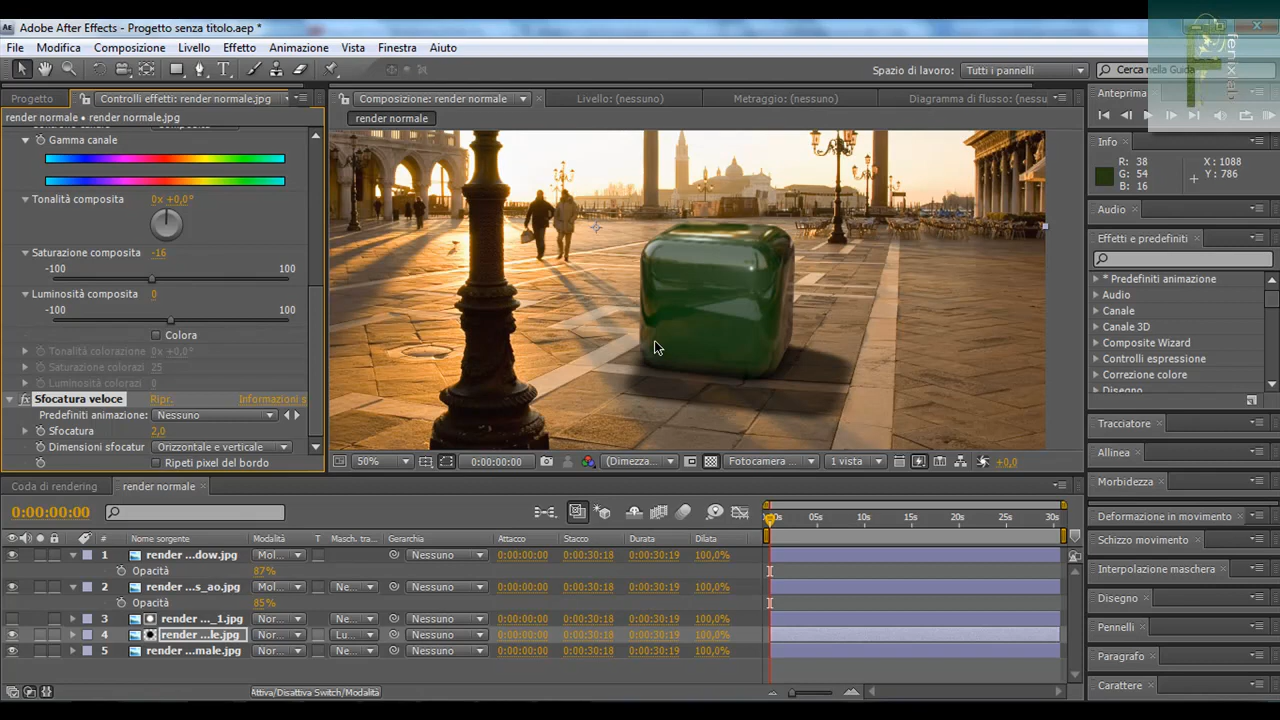 Adobe After Effects - Progetto senza titolo.aep *
File Modifica Composizione Livello Effetto Animazione Vista Finestra Aiuto
Spazio di lavoro: Tutti i pannelli Cerca nella Guida
fenixlab
Progetto Controlli effetti: render normale.jpg
render normale • render normale.jpg
Gamma canale
Tonalità composita 0x +0,0°
Saturazione composita -16
-100 100
Luminosità composita 0
-100 100
Colora
Tonalità colorazione 0x +0,0°
Saturazione colorazi 25
Luminosità colorazi 0
fx Sfocatura veloce Ripr. Informazioni s
Predefiniti animazione: Nessuno
Sfocatura 2,0
Dimensioni sfocatur Orizzontale e verticale
Ripeti pixel del bordo
Composizione: render normale Livello: (nessuno) Metraggio: (nessuno) Diagramma di flusso: (nessu
render normale
50% 0:00:00:00 (Dimezza... Fotocamera ... 1 vista +0,0
Anteprima
Info
R: 38 X: 1088
G: 54 Y: 786
B: 16
Audio
Effetti e predefiniti
* Predefiniti animazione
Audio
Canale
Canale 3D
Composite Wizard
Controlli espressione
Correzione colore
Disegno
Tracciatore
Allinea
Morbidezza
Deformazione in movimento
Schizzo movimento
Interpolazione maschera
Disegno
Pennelli
Paragrafo
Carattere
Coda di rendering render normale
0:00:00:00
05s 10s 15s 20s 25s 30s
# Nome sorgente Modalità T Masch. tra... Gerarchia Attacco Stacco Durata Dilata
1 render ...dow.jpg Mol... Nessuno 0:00:00:00 0:00:30:18 0:00:30:19 100,0%
Opacità 87%
2 render ...s_ao.jpg Mol... Ne... Nessuno 0:00:00:00 0:00:30:18 0:00:30:19 100,0%
Opacità 85%
3 render ..._1.jpg Nor... Ne... Nessuno 0:00:00:00 0:00:30:18 0:00:30:19 100,0%
4 render ...le.jpg Nor... Lu... Nessuno 0:00:00:00 0:00:30:18 0:00:30:19 100,0%
5 render ...male.jpg Nor... Ne... Nessuno 0:00:00:00 0:00:30:18 0:00:30:19 100,0%
Attiva/Disattiva Switch/Modalità